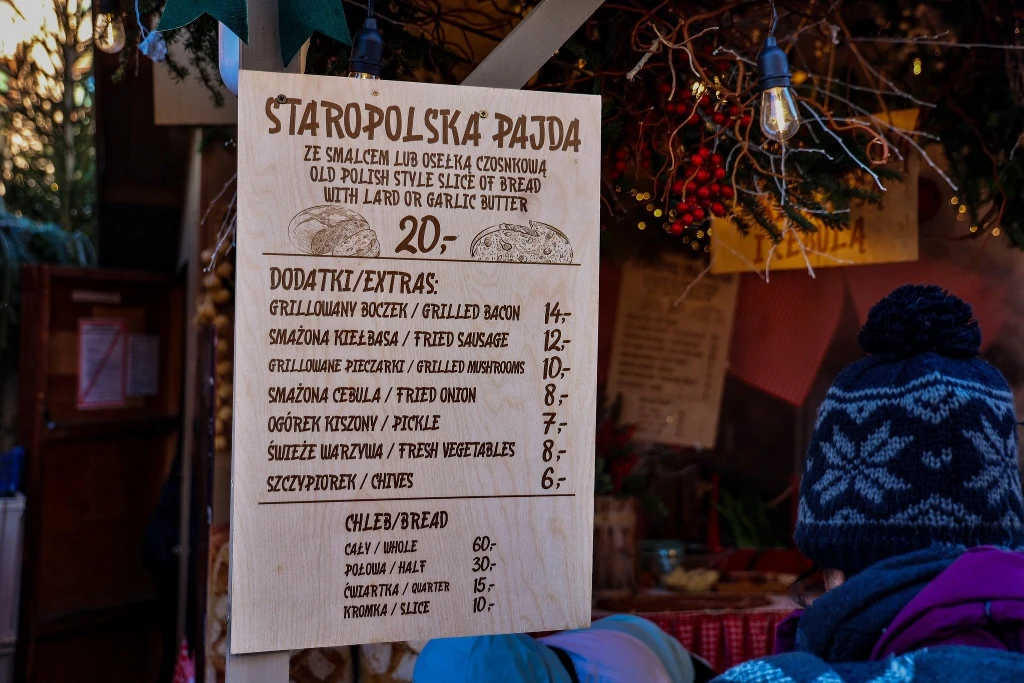 STAROPOLSKA PAJDA
ZE SMALCEM LUB OSEŁKĄ CZOSNKOWĄ
OLD POLISH STYLE SLICE OF BREAD
WITH LARD OR GARLIC BUTTER
20,-
DODATKI/EXTRAS:
GRILLOWANY BOCZEK / GRILLED BACON 14,-
SMAŻONA KIEŁBASA / FRIED SAUSAGE 12,-
GRILLOWANE PIECZARKI / GRILLED MUSHROOMS 10,-
SMAŻONA CEBULA / FRIED ONION 8,-
OGÓREK KISZONY / PICKLE 7,-
ŚWIEŻE WARZYWA / FRESH VEGETABLES 8,-
SZCZYPIOREK / CHIVES 6,-
CHLEB/BREAD
CAŁY / WHOLE 60,-
POŁOWA / HALF 30,-
ĆWIARTKA / QUARTER 15,-
KROMKA / SLICE 10,-